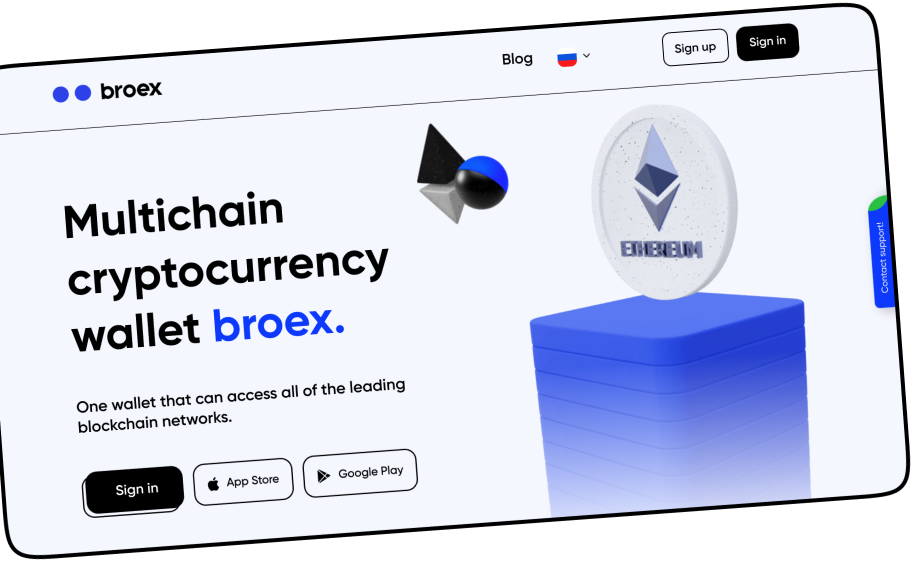 broex
Blog
Sign up
Sign in
Multichain
cryptocurrency
wallet broex.
ETHEREUM
Contact support!
One wallet that can access all of the leading
blockchain networks.
Sign in
App Store
Google Play